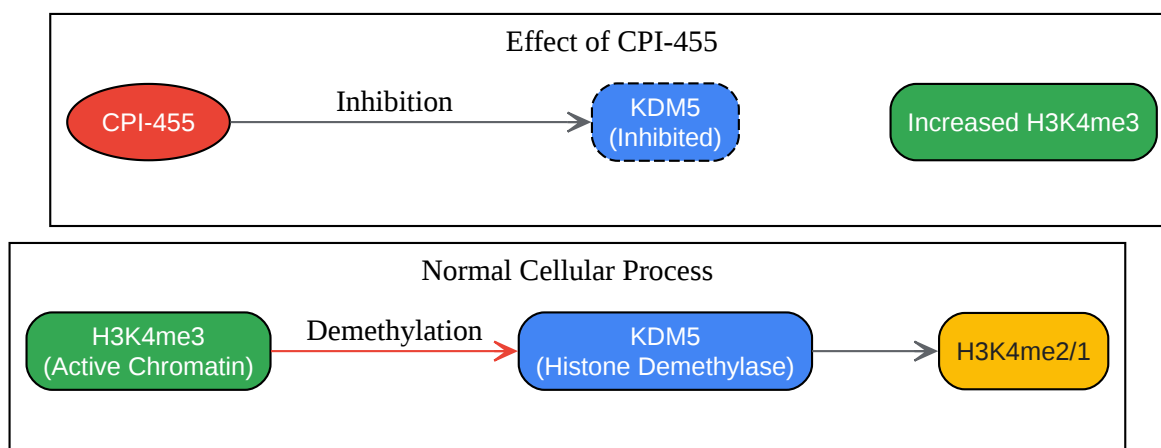 Effect of CPI-455
CPI-455
Inhibition
KDM5
(Inhibited)
Increased H3K4me3
Normal Cellular Process
H3K4me3
(Active Chromatin)
Demethylation
KDM5
(Histone Demethylase)
H3K4me2/1